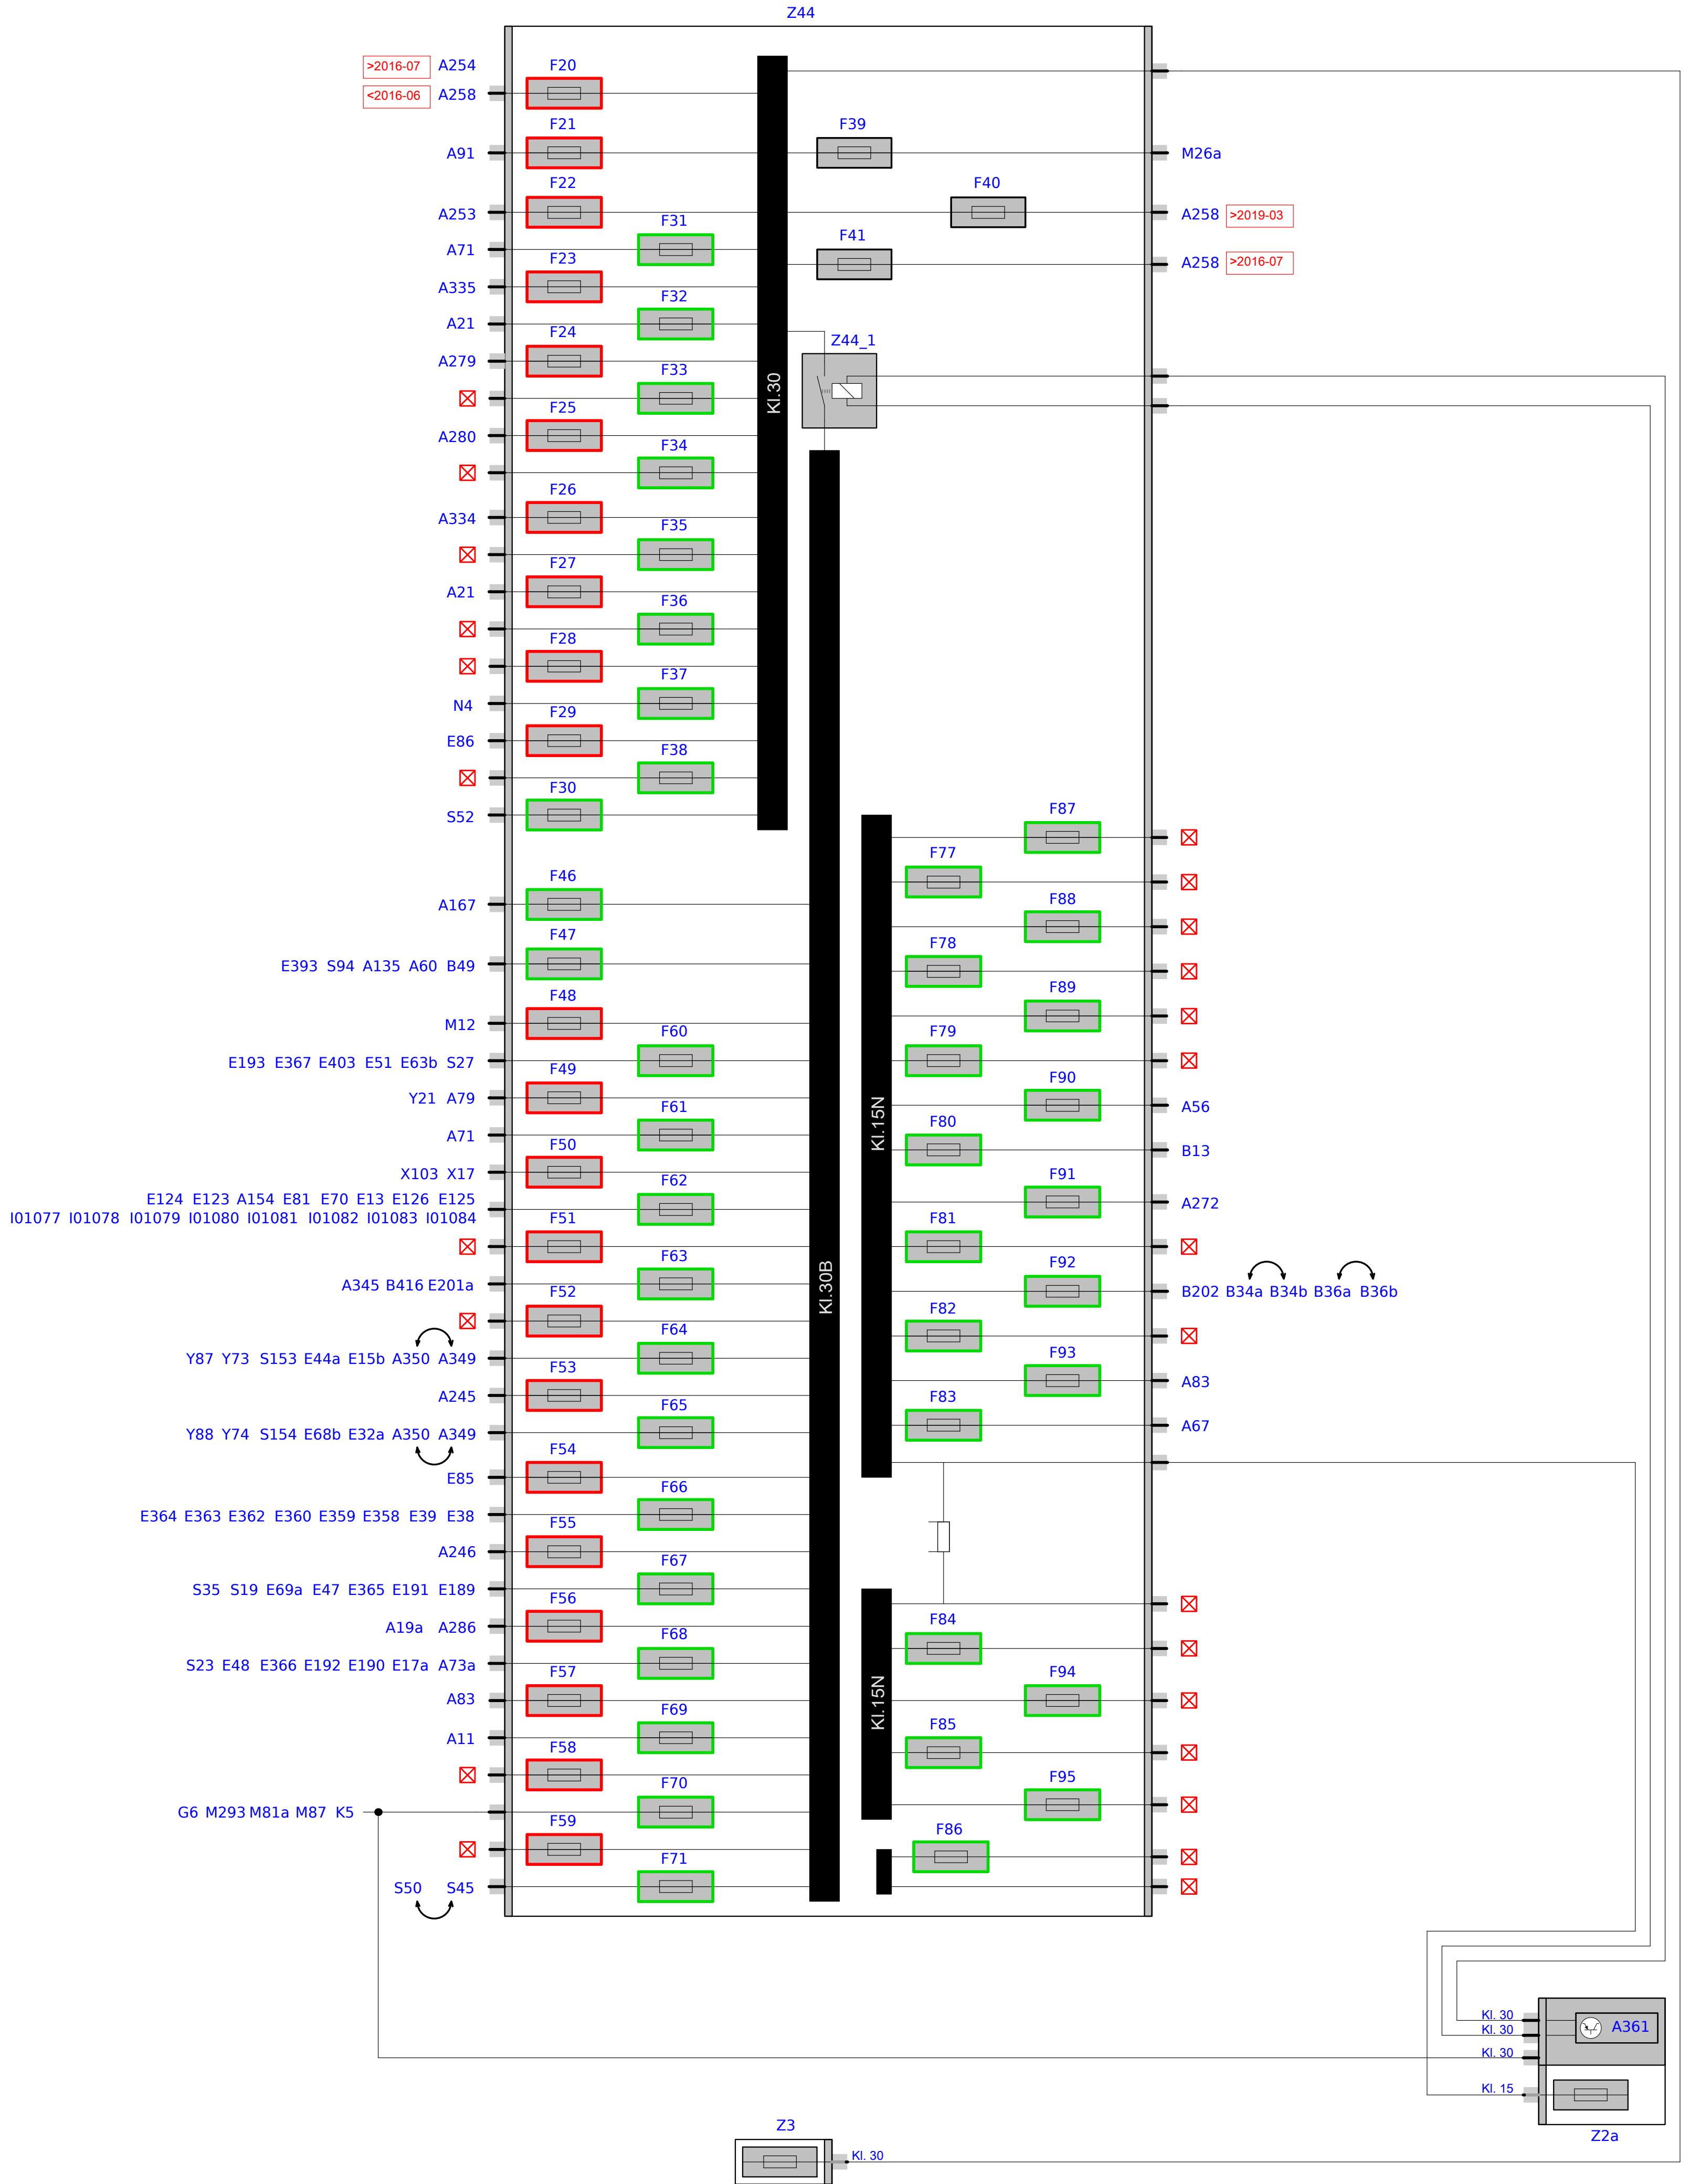 Z44
>2016-07 A254 F20
<2016-06 A258
F21
A91 F39 M26a
F22 F40
A253 F31 A258 >2019-03
A71 F23 F41 A258 >2016-07
A335 F32
A21 F24 Z44_1
A279 F33
Kl.30
F25
A280 F34
F26
A334 F35
F27
A21 F36
F28
F37
N4 F29
E86 F38
F30
S52 F87
F77
F46
A167 F88
F47 F78
E393 S94 A135 A60 B49
F48 F89
M12 F60 F79
E193 E367 E403 E51 E63b S27
F49 F90
Y21 A79 F61 A56
Kl.15N
A71 F50 F80 B13
X103 X17 F62 F91
E124 E123 A154 E81 E70 E13 E126 E125 A272
I01077 I01078 I01079 I01080 I01081 I01082 I01083 I01084
F51 F81
F63 F92
A345 B416 E201a B202 B34a B34b B36a B36b
Kl.30B
F52 F82
F64
Y87 Y73 S153 E44a E15b A350 A349
F53 F93
A245 F65 A83
F83
Y88 Y74 S154 E68b E32a A350 A349 A67
F54
E85 F66
E364 E363 E362 E360 E359 E358 E39 E38
F55
A246 F67
S35 S19 E69a E47 E365 E191 E189
F56 F84
A19a A286 F68
S23 E48 E366 E192 E190 E17a A73a
F57 F94
A83 F69
Kl.15N
F85
A11 F58
F70 F95
G6 M293 M81a M87 K5
F59 F86
F71
S50 S45
Kl. 30
Kl. 30 A361
Kl. 30
Kl. 15
Z3 Z2a
Kl. 30